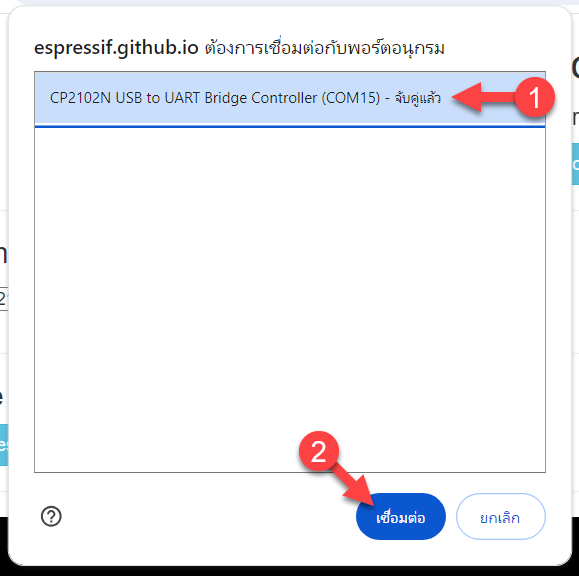 espressif.github.io ต้องการเชื่อมต่อกับพอร์ตอนุกรม
CP2102N USB to UART Bridge Controller (COM15) - จับคู่แล้ว
1
2
เชื่อมต่อ
ยกเลิก